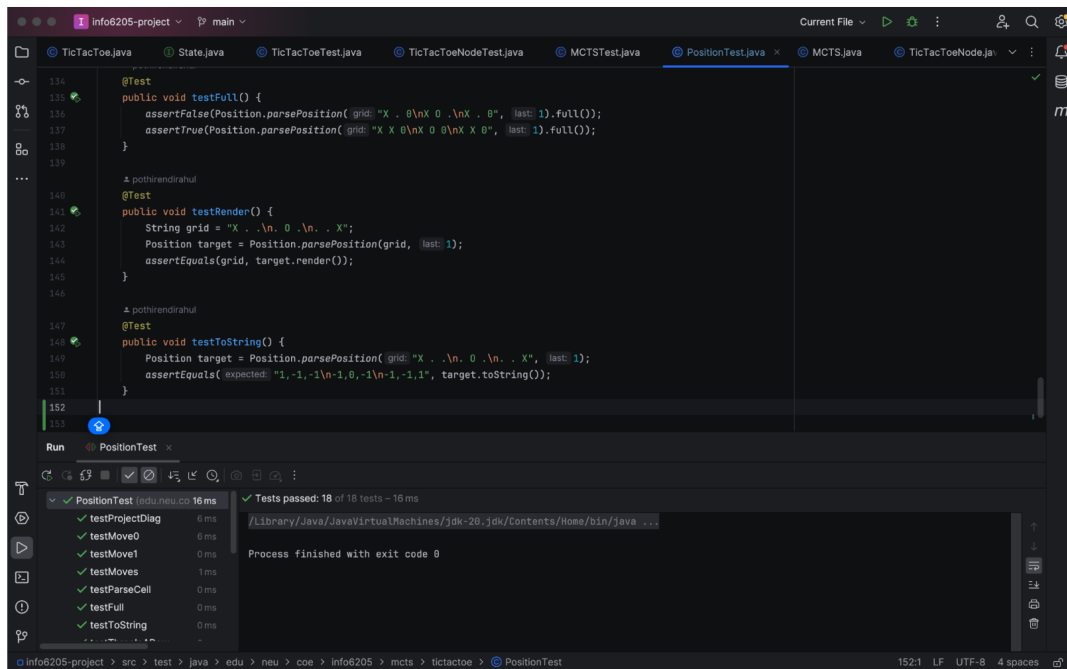 info6205-project
main
Current File
TicTacToe.java
State.java
TicTacToeTest.java
TicTacToeNodeTest.java
MCTSTest.java
PositionTest.java
MCTS.java
TicTacToeNode.jav
pothirendirahul
134 @Test
135 public void testFull() {
136 assertFalse(Position.parsePosition( grid: "X . 0\nX O .\nX . 0", last: 1).full());
137 assertTrue(Position.parsePosition( grid: "X X 0\nX O 0\nX X 0", last: 1).full());
138 }
139
pothirendirahul
140 @Test
141 public void testRender() {
142 String grid = "X . .\n. O .\n. . X";
143 Position target = Position.parsePosition(grid, last: 1);
144 assertEquals(grid, target.render());
145 }
146
pothirendirahul
147 @Test
148 public void testToString() {
149 Position target = Position.parsePosition( grid: "X . .\n. O .\n. . X", last: 1);
150 assertEquals( expected: "1,-1,-1\n-1,0,-1\n-1,-1,1", target.toString());
151 }
152
153
Run PositionTest
PositionTest (edu.neu.co 16 ms
Tests passed: 18 of 18 tests – 16 ms
testProjectDiag 6 ms
testMove0 6 ms
testMove1 0 ms
testMoves 1 ms
testParseCell 0 ms
testFull 0 ms
testToString 0 ms
/Library/Java/JavaVirtualMachines/jdk-20.jdk/Contents/Home/bin/java ...
Process finished with exit code 0
info6205-project > src > test > java > edu > neu > coe > info6205 > mcts > tictactoe > PositionTest
152:1 LF UTF-8 4 spaces